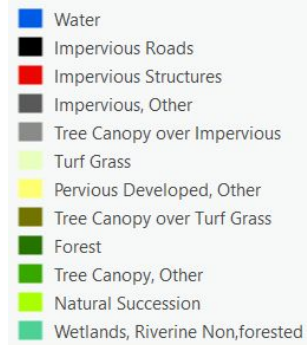 Water
Impervious Roads
Impervious Structures
Impervious, Other
Tree Canopy over Impervious
Turf Grass
Pervious Developed, Other
Tree Canopy over Turf Grass
Forest
Tree Canopy, Other
Natural Succession
Wetlands, Riverine Non,forested